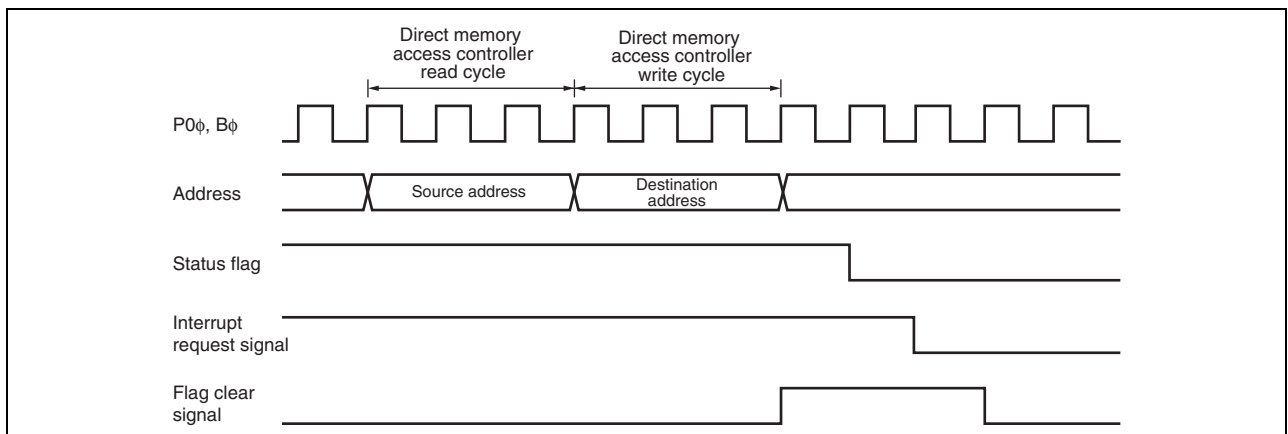 Direct memory
access controller
read cycle
Direct memory
access controller
write cycle
P0ϕ, Bϕ
Address
Source address
Destination
address
Status flag
Interrupt
request signal
Flag clear
signal